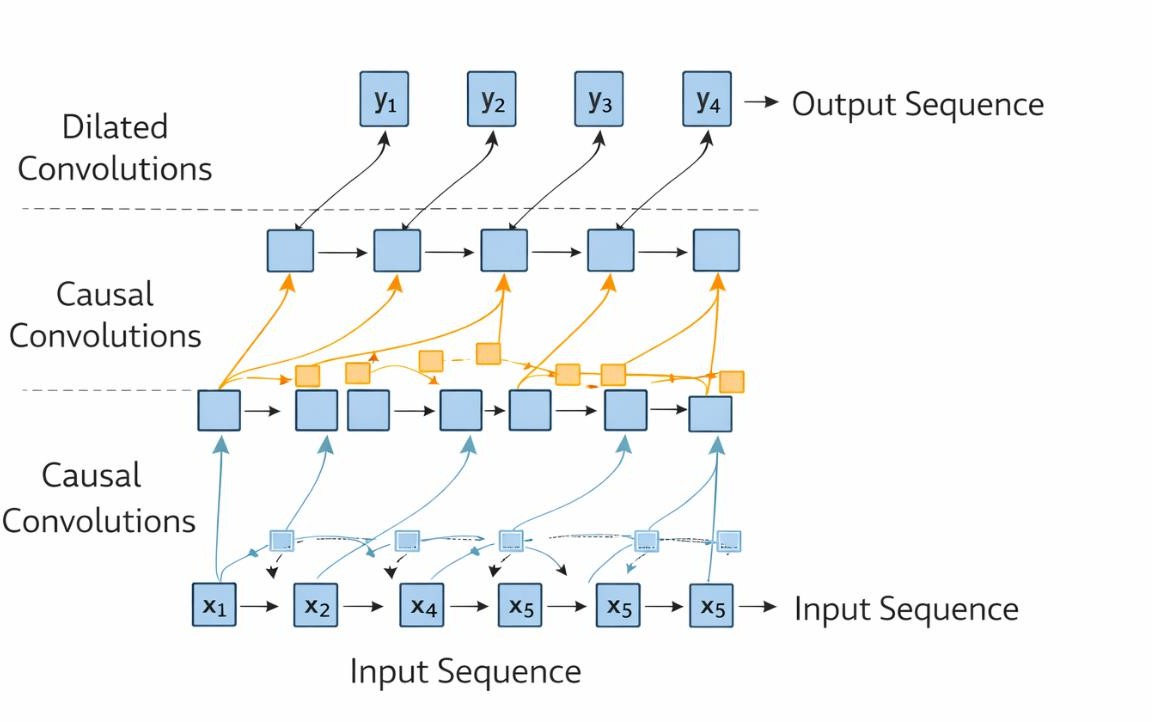 y₁ y₂ y₃ y₄ Output Sequence
Dilated
Convolutions
Causal
Convolutions
Causal
Convolutions
x₁ x₂ x₄ x₅ x₅ x₅ Input Sequence
Input Sequence